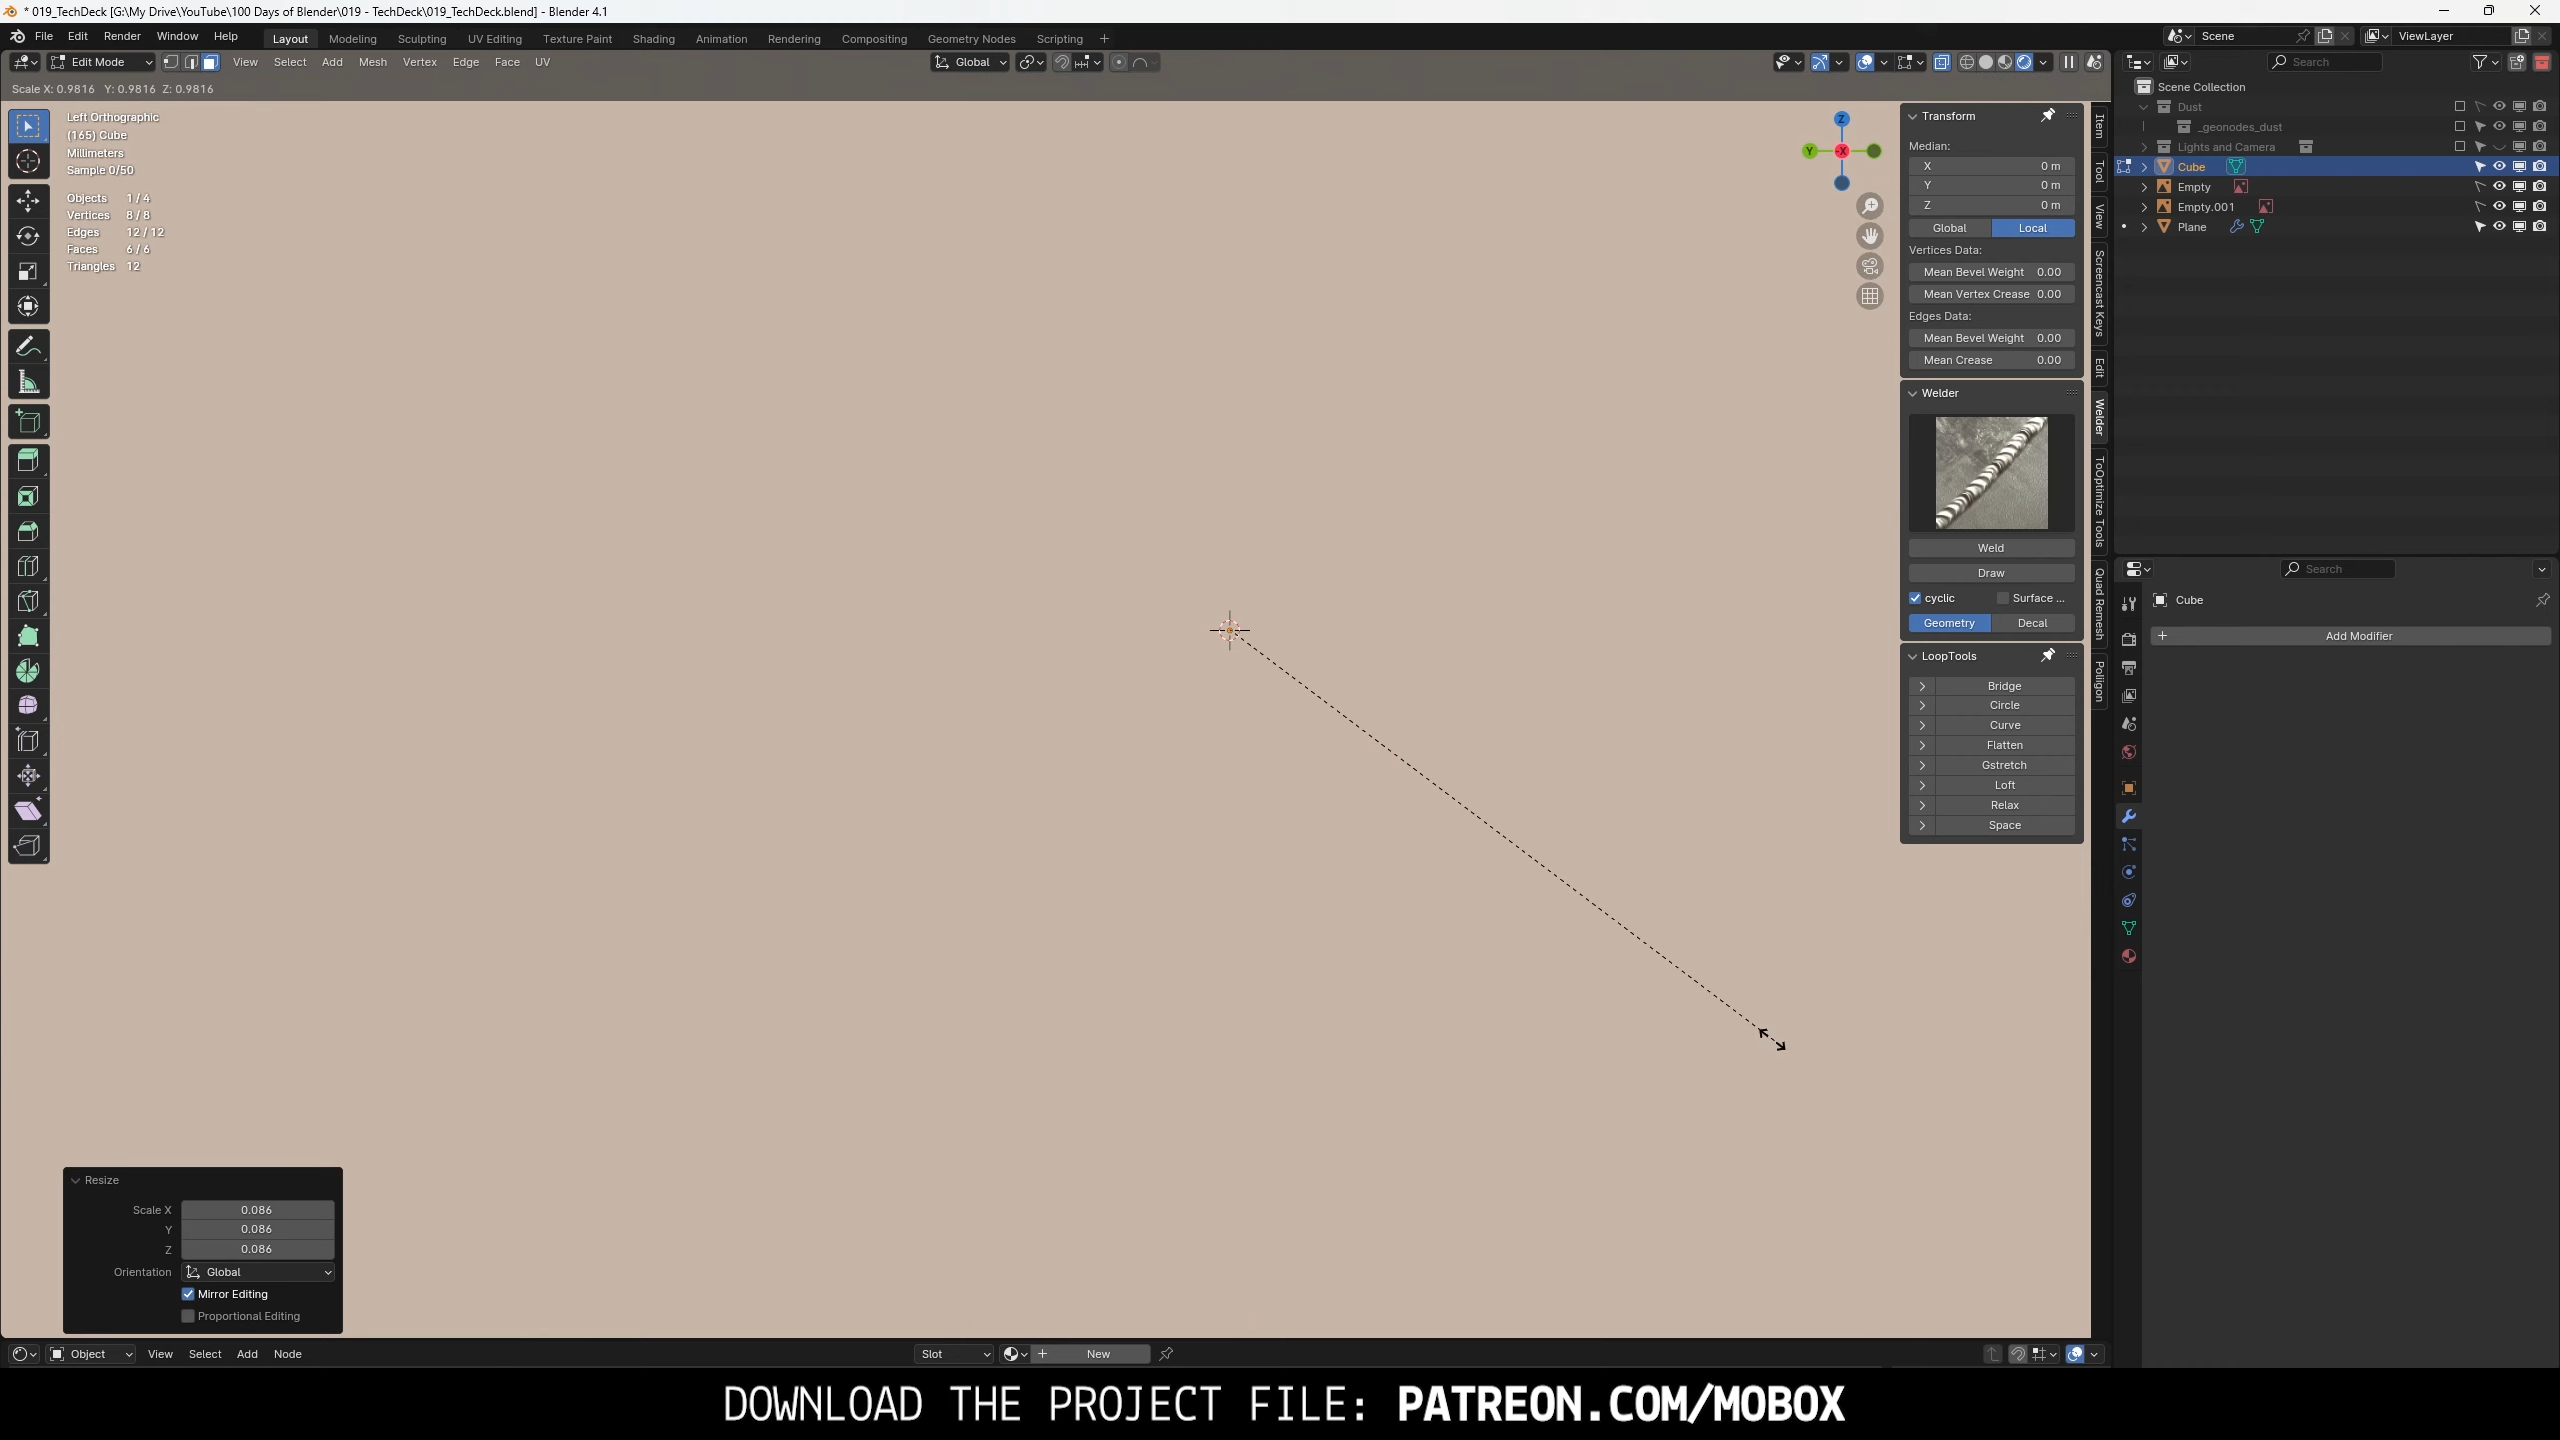 * 019_TechDeck [G:\My Drive\YouTube\100 Days of Blender\019 - TechDeck\019_TechDeck.blend] - Blender 4.1
File Edit Render Window Help Layout Modeling Sculpting UV Editing Texture Paint Shading Animation Rendering Compositing Geometry Nodes Scripting + Scene ViewLayer
Edit Mode View Select Add Mesh Vertex Edge Face UV Global
Scale X: 0.9816 Y: 0.9816 Z: 0.9816
Left Orthographic
(165) Cube
Millimeters
Sample 0/50
Objects 1 / 4
Vertices 8 / 8
Edges 12 / 12
Faces 6 / 6
Triangles 12
Z
Y
-X
Transform
Median:
X 0 m
Y 0 m
Z 0 m
Global Local
Vertices Data:
Mean Bevel Weight 0.00
Mean Vertex Crease 0.00
Edges Data:
Mean Bevel Weight 0.00
Mean Crease 0.00
Welder
Weld
Draw
cyclic Surface ...
Geometry Decal
LoopTools
Bridge
Circle
Curve
Flatten
Gstretch
Loft
Relax
Space
Item
Tool
View
Screencast Keys
Edit
Welder
ToOptimize Tools
Quad Remesh
Poliigon
Search
Scene Collection
Dust
_geonodes_dust
Lights and Camera
Cube
Empty
Empty.001
Plane
Search
Cube
+ Add Modifier
Resize
Scale X 0.086
Y 0.086
Z 0.086
Orientation Global
Mirror Editing
Proportional Editing
Object View Select Add Node Slot + New
DOWNLOAD THE PROJECT FILE: PATREON.COM/MOBOX